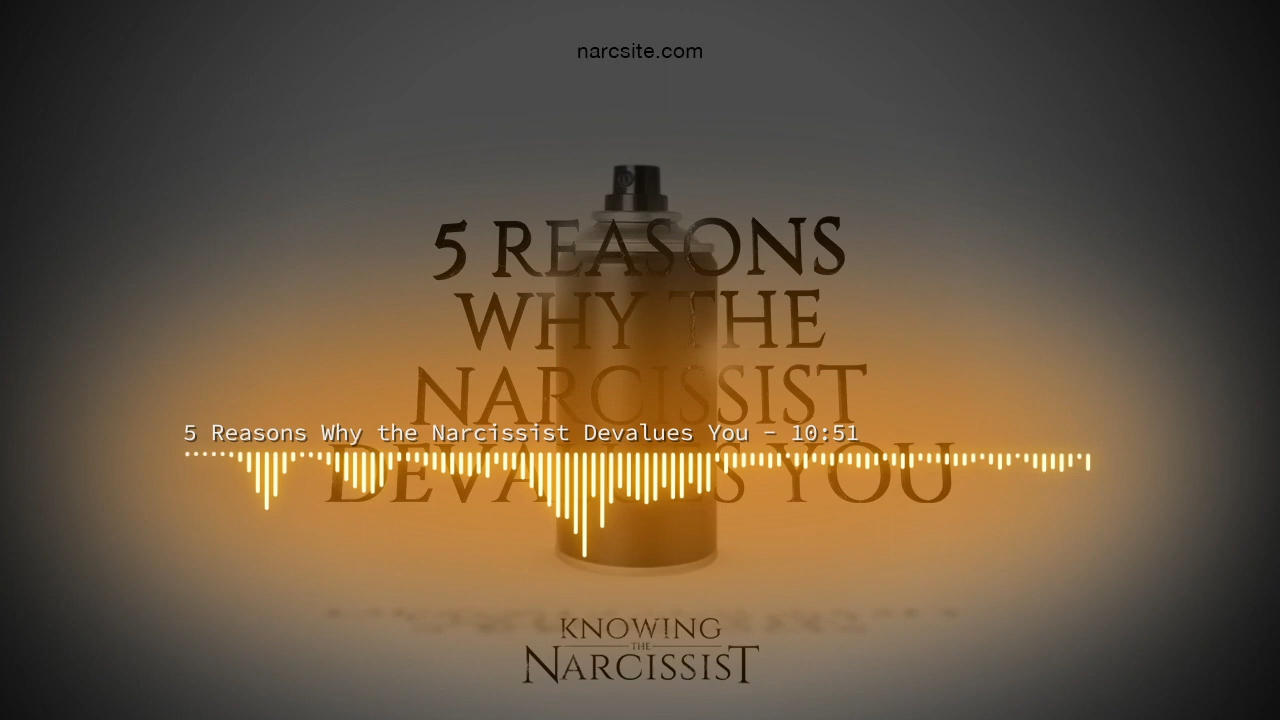 narcsite.com
5 REASONS
WHY THE
NARCISSIST
5 Reasons Why the Narcissist Devalues You - 10:51
DEVALUES YOU
KNOWING
THE
NARCISSIST